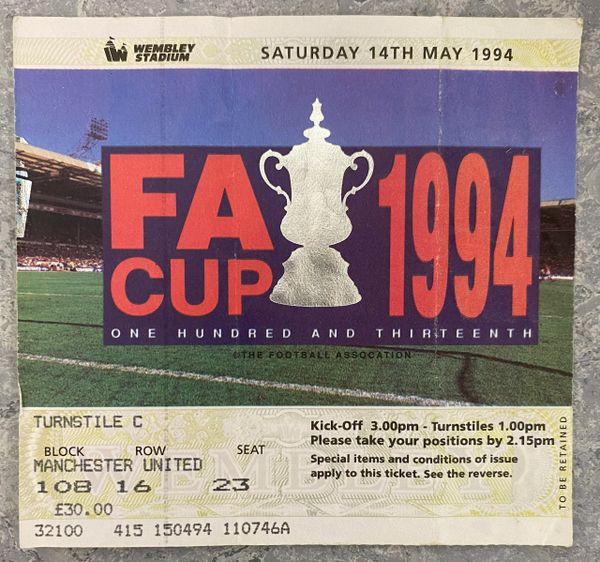 WEMBLEY
STADIUM
SATURDAY 14TH MAY 1994
FA
CUP
1994
ONE HUNDRED AND THIRTEENTH
©THE FOOTBALL ASSOCATION
TURNSTILE C
BLOCK ROW SEAT
MANCHESTER UNITED
108 16 23
£30.00
32100 415 150494 110746A
Kick-Off 3.00pm - Turnstiles 1.00pm
Please take your positions by 2.15pm
Special items and conditions of issue
apply to this ticket. See the reverse.
TO BE RETAINED
WEMBLEY